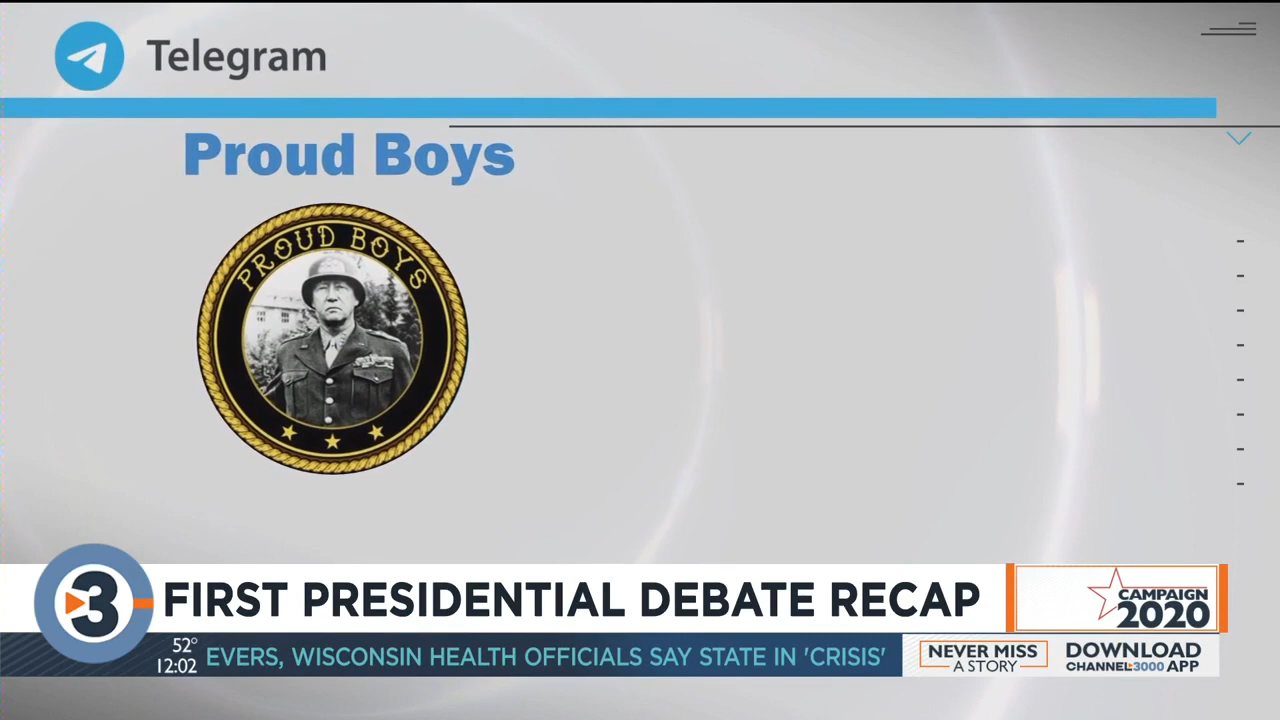 Telegram
Proud Boys
PROUD BOYS
3
FIRST PRESIDENTIAL DEBATE RECAP
CAMPAIGN
2020
52°
12:02
EVERS, WISCONSIN HEALTH OFFICIALS SAY STATE IN 'CRISIS'
NEVER MISS
A STORY
DOWNLOAD
CHANNEL3000 APP